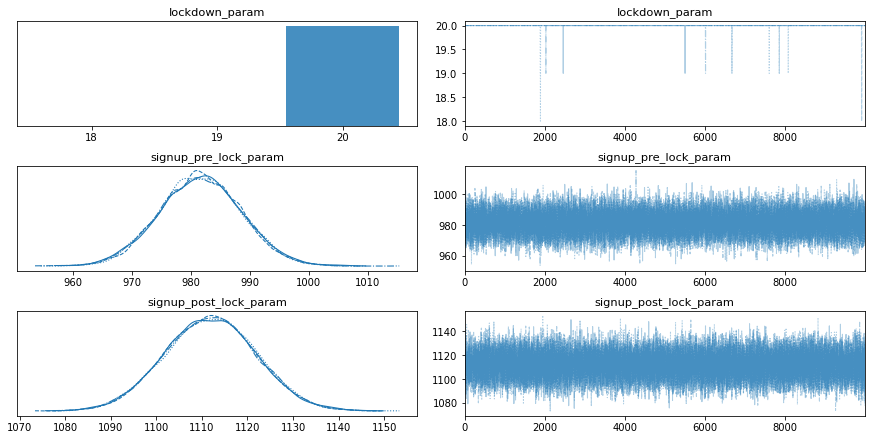 lockdown_param
18 19 20
lockdown_param
20.0
19.5
19.0
18.5
18.0
0 2000 4000 6000 8000
signup_pre_lock_param
960 970 980 990 1000 1010
signup_pre_lock_param
1000
980
960
0 2000 4000 6000 8000
signup_post_lock_param
1070 1080 1090 1100 1110 1120 1130 1140 1150
signup_post_lock_param
1140
1120
1100
1080
0 2000 4000 6000 8000